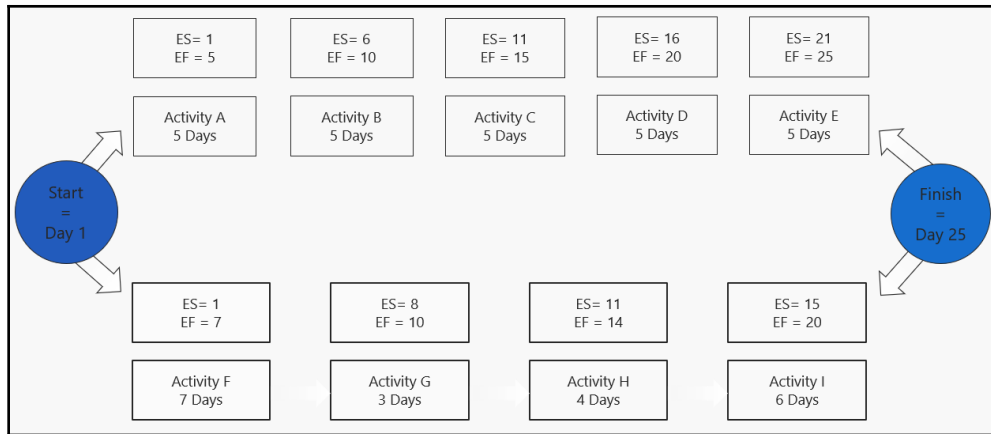 ES= 1
EF = 5
ES= 6
EF = 10
ES= 11
EF = 15
ES= 16
EF = 20
ES= 21
EF = 25
Activity A
5 Days
Activity B
5 Days
Activity C
5 Days
Activity D
5 Days
Activity E
5 Days
Start
=
Day 1
Finish
=
Day 25
ES= 1
EF = 7
ES= 8
EF = 10
ES= 11
EF = 14
ES= 15
EF = 20
Activity F
7 Days
Activity G
3 Days
Activity H
4 Days
Activity I
6 Days